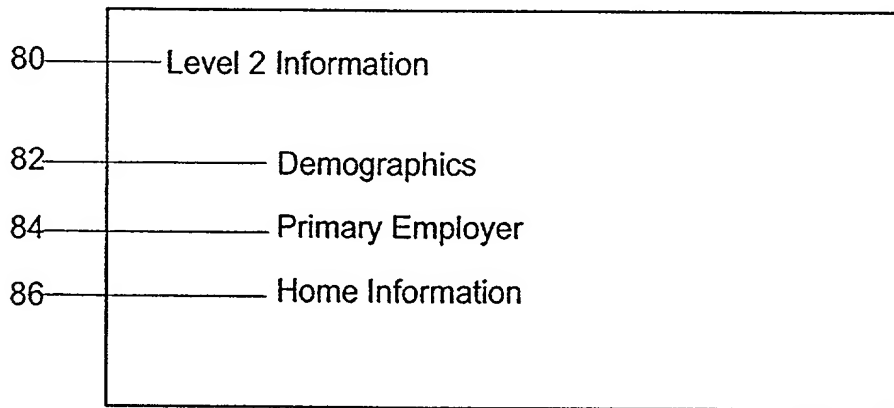 80 Level 2 Information
82 Demographics
84 Primary Employer
86 Home Information